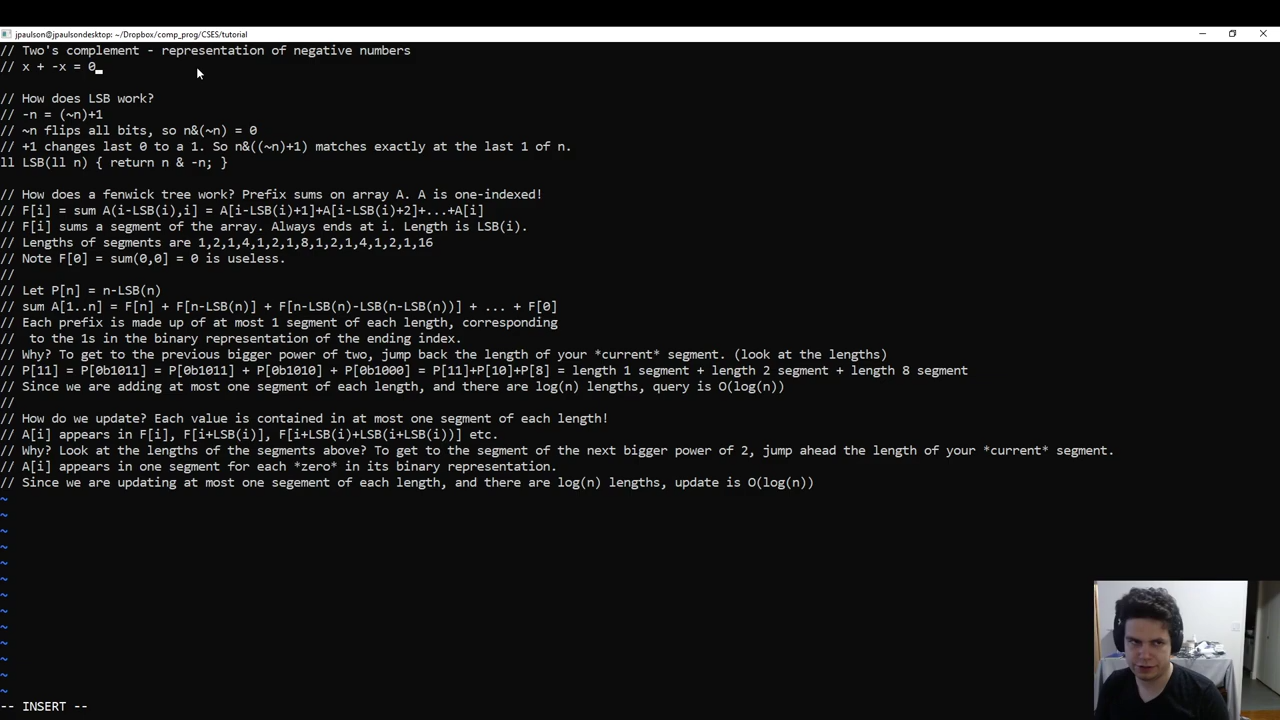 jpaulson@jpaulsondesktop: ~/Dropbox/comp_prog/CSES/tutorial
// Two's complement - representation of negative numbers
// x + -x = 0
// How does LSB work?
// -n = (~n)+1
// ~n flips all bits, so n&(~n) = 0
// +1 changes last 0 to a 1. So n&((~n)+1) matches exactly at the last 1 of n.
ll LSB(ll n) { return n & -n; }
// How does a fenwick tree work? Prefix sums on array A. A is one-indexed!
// F[i] = sum A(i-LSB(i),i] = A[i-LSB(i)+1]+A[i-LSB(i)+2]+...+A[i]
// F[i] sums a segment of the array. Always ends at i. Length is LSB(i).
// Lengths of segments are 1,2,1,4,1,2,1,8,1,2,1,4,1,2,1,16
// Note F[0] = sum(0,0] = 0 is useless.
//
// Let P[n] = n-LSB(n)
// sum A[1..n] = F[n] + F[n-LSB(n)] + F[n-LSB(n)-LSB(n-LSB(n))] + ... + F[0]
// Each prefix is made up of at most 1 segment of each length, corresponding
//  to the 1s in the binary representation of the ending index.
// Why? To get to the previous bigger power of two, jump back the length of your *current* segment. (look at the lengths)
// P[11] = P[0b1011] = P[0b1011] + P[0b1010] + P[0b1000] = P[11]+P[10]+P[8] = length 1 segment + length 2 segment + length 8 segment
// Since we are adding at most one segment of each length, and there are log(n) lengths, query is O(log(n))
//
// How do we update? Each value is contained in at most one segment of each length!
// A[i] appears in F[i], F[i+LSB(i)], F[i+LSB(i)+LSB(i+LSB(i))] etc.
// Why? Look at the lengths of the segments above? To get to the segment of the next bigger power of 2, jump ahead the length of your *current* segment.
// A[i] appears in one segment for each *zero* in its binary representation.
// Since we are updating at most one segement of each length, and there are log(n) lengths, update is O(log(n))
~
~
~
~
~
~
~
~
~
~
~
~
~
-- INSERT --